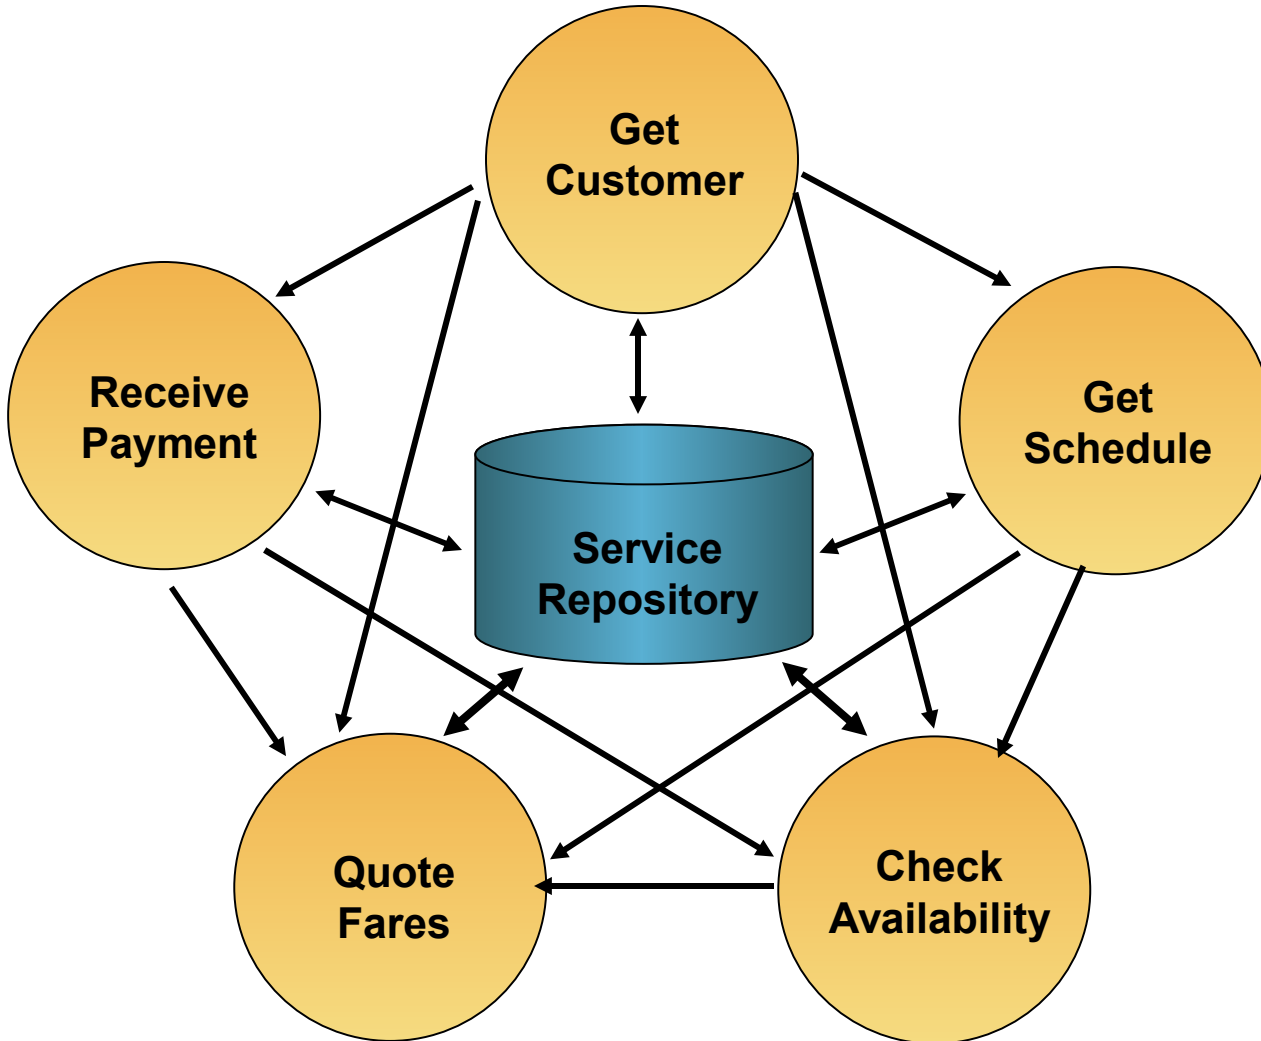 Get
Customer
Receive
Payment
Get
Schedule
Service
Repository
Quote
Fares
Check
Availability